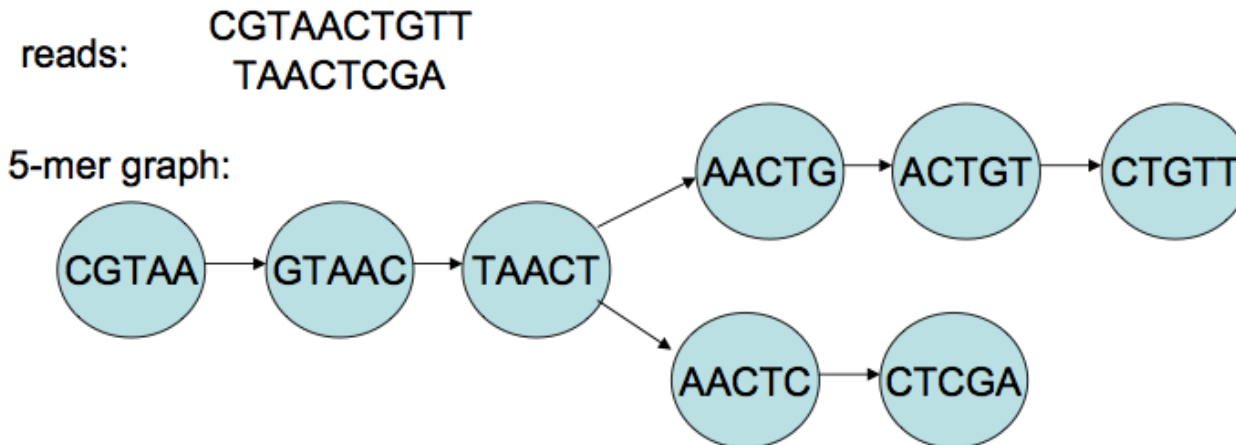 reads:
CGTAACTGTT
TAACTCGA
5-mer graph:
AACTG ACTGT CTGTT
CGTAA GTAAC TAACT
AACTC CTCGA